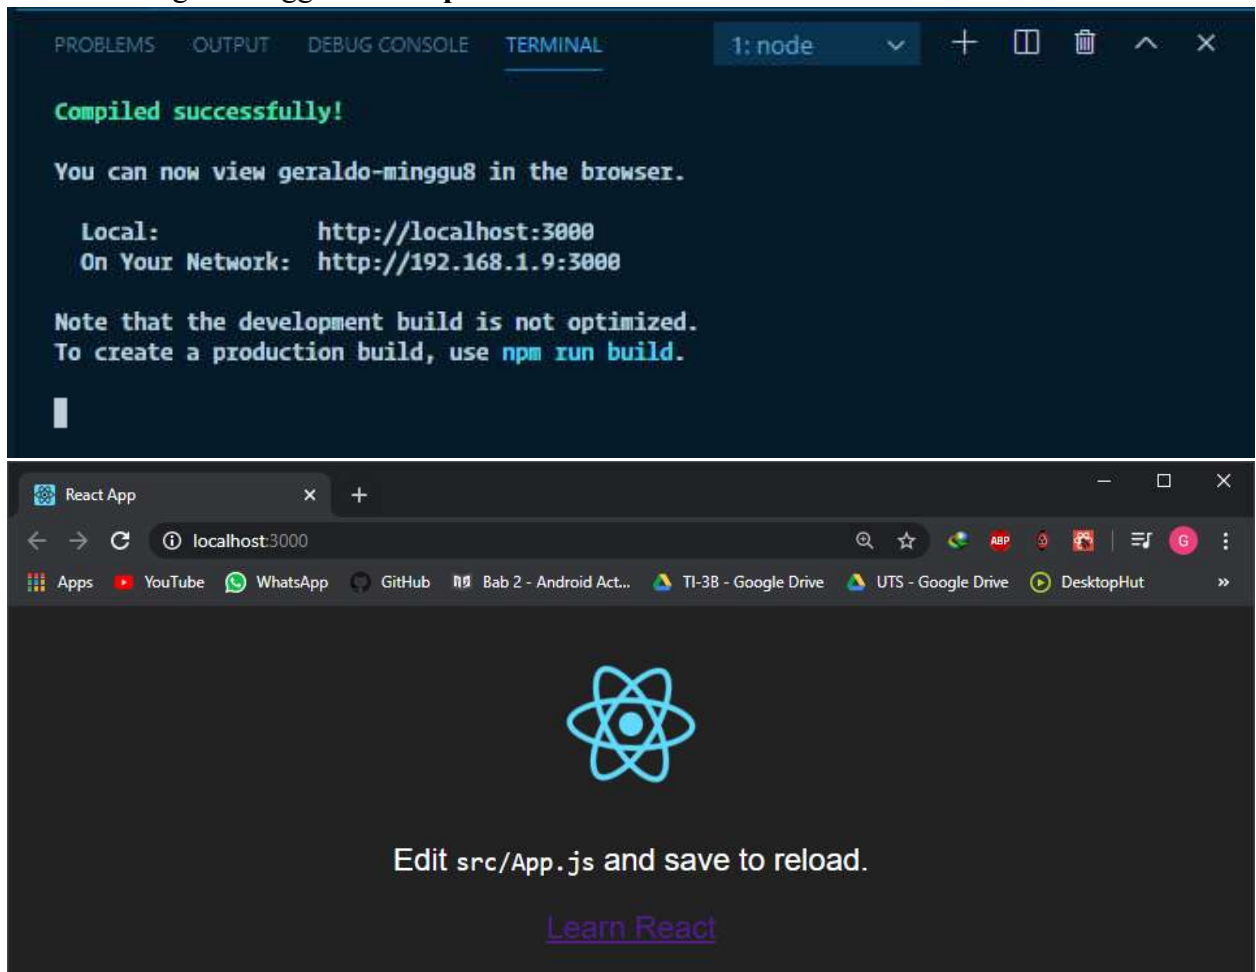 PROBLEMS OUTPUT DEBUG CONSOLE TERMINAL 1: node
Compiled successfully!
You can now view geraldo-minggu8 in the browser.
Local: http://localhost:3000
On Your Network: http://192.168.1.9:3000
Note that the development build is not optimized.
To create a production build, use npm run build.
React App
localhost:3000 ABP G
Apps YouTube WhatsApp GitHub Bab 2 - Android Act... TI-3B - Google Drive UTS - Google Drive DesktopHut »
Edit src/App.js and save to reload.
Learn React